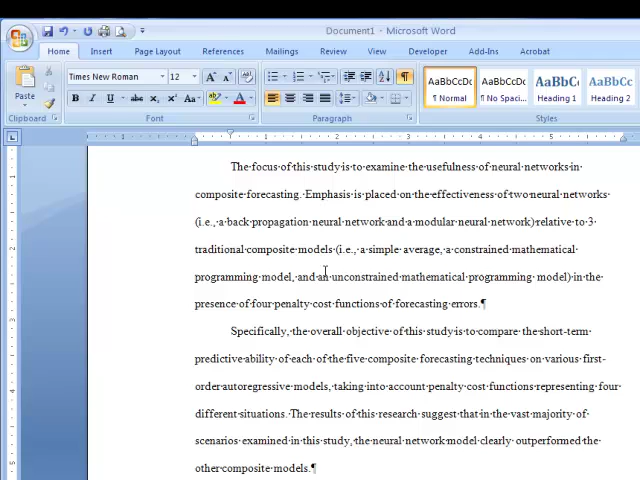 Document1 - Microsoft Word
Home Insert Page Layout References Mailings Review View Developer Add-Ins Acrobat
Paste
Times New Roman 12
AaBbCcDc AaBbCcDc AaBbCc AaBbCc
¶ Normal ¶ No Spaci... Heading 1 Heading 2
Clipboard Font Paragraph Styles
1 1 2 3 4 5
The focus of this study is to examine the usefulness of neural networks in
composite forecasting. Emphasis is placed on the effectiveness of two neural networks
(i.e., a back propagation neural network and a modular neural network) relative to 3
traditional composite models (i.e., a simple average, a constrained mathematical
programming model, and an unconstrained mathematical programming model) in the
presence of four penalty cost functions of forecasting errors.¶
Specifically, the overall objective of this study is to compare the short-term
predictive ability of each of the five composite forecasting techniques on various first-
order autoregressive models, taking into account penalty cost functions representing four
different situations. The results of this research suggest that in the vast majority of
scenarios examined in this study, the neural network model clearly outperformed the
other composite models.¶